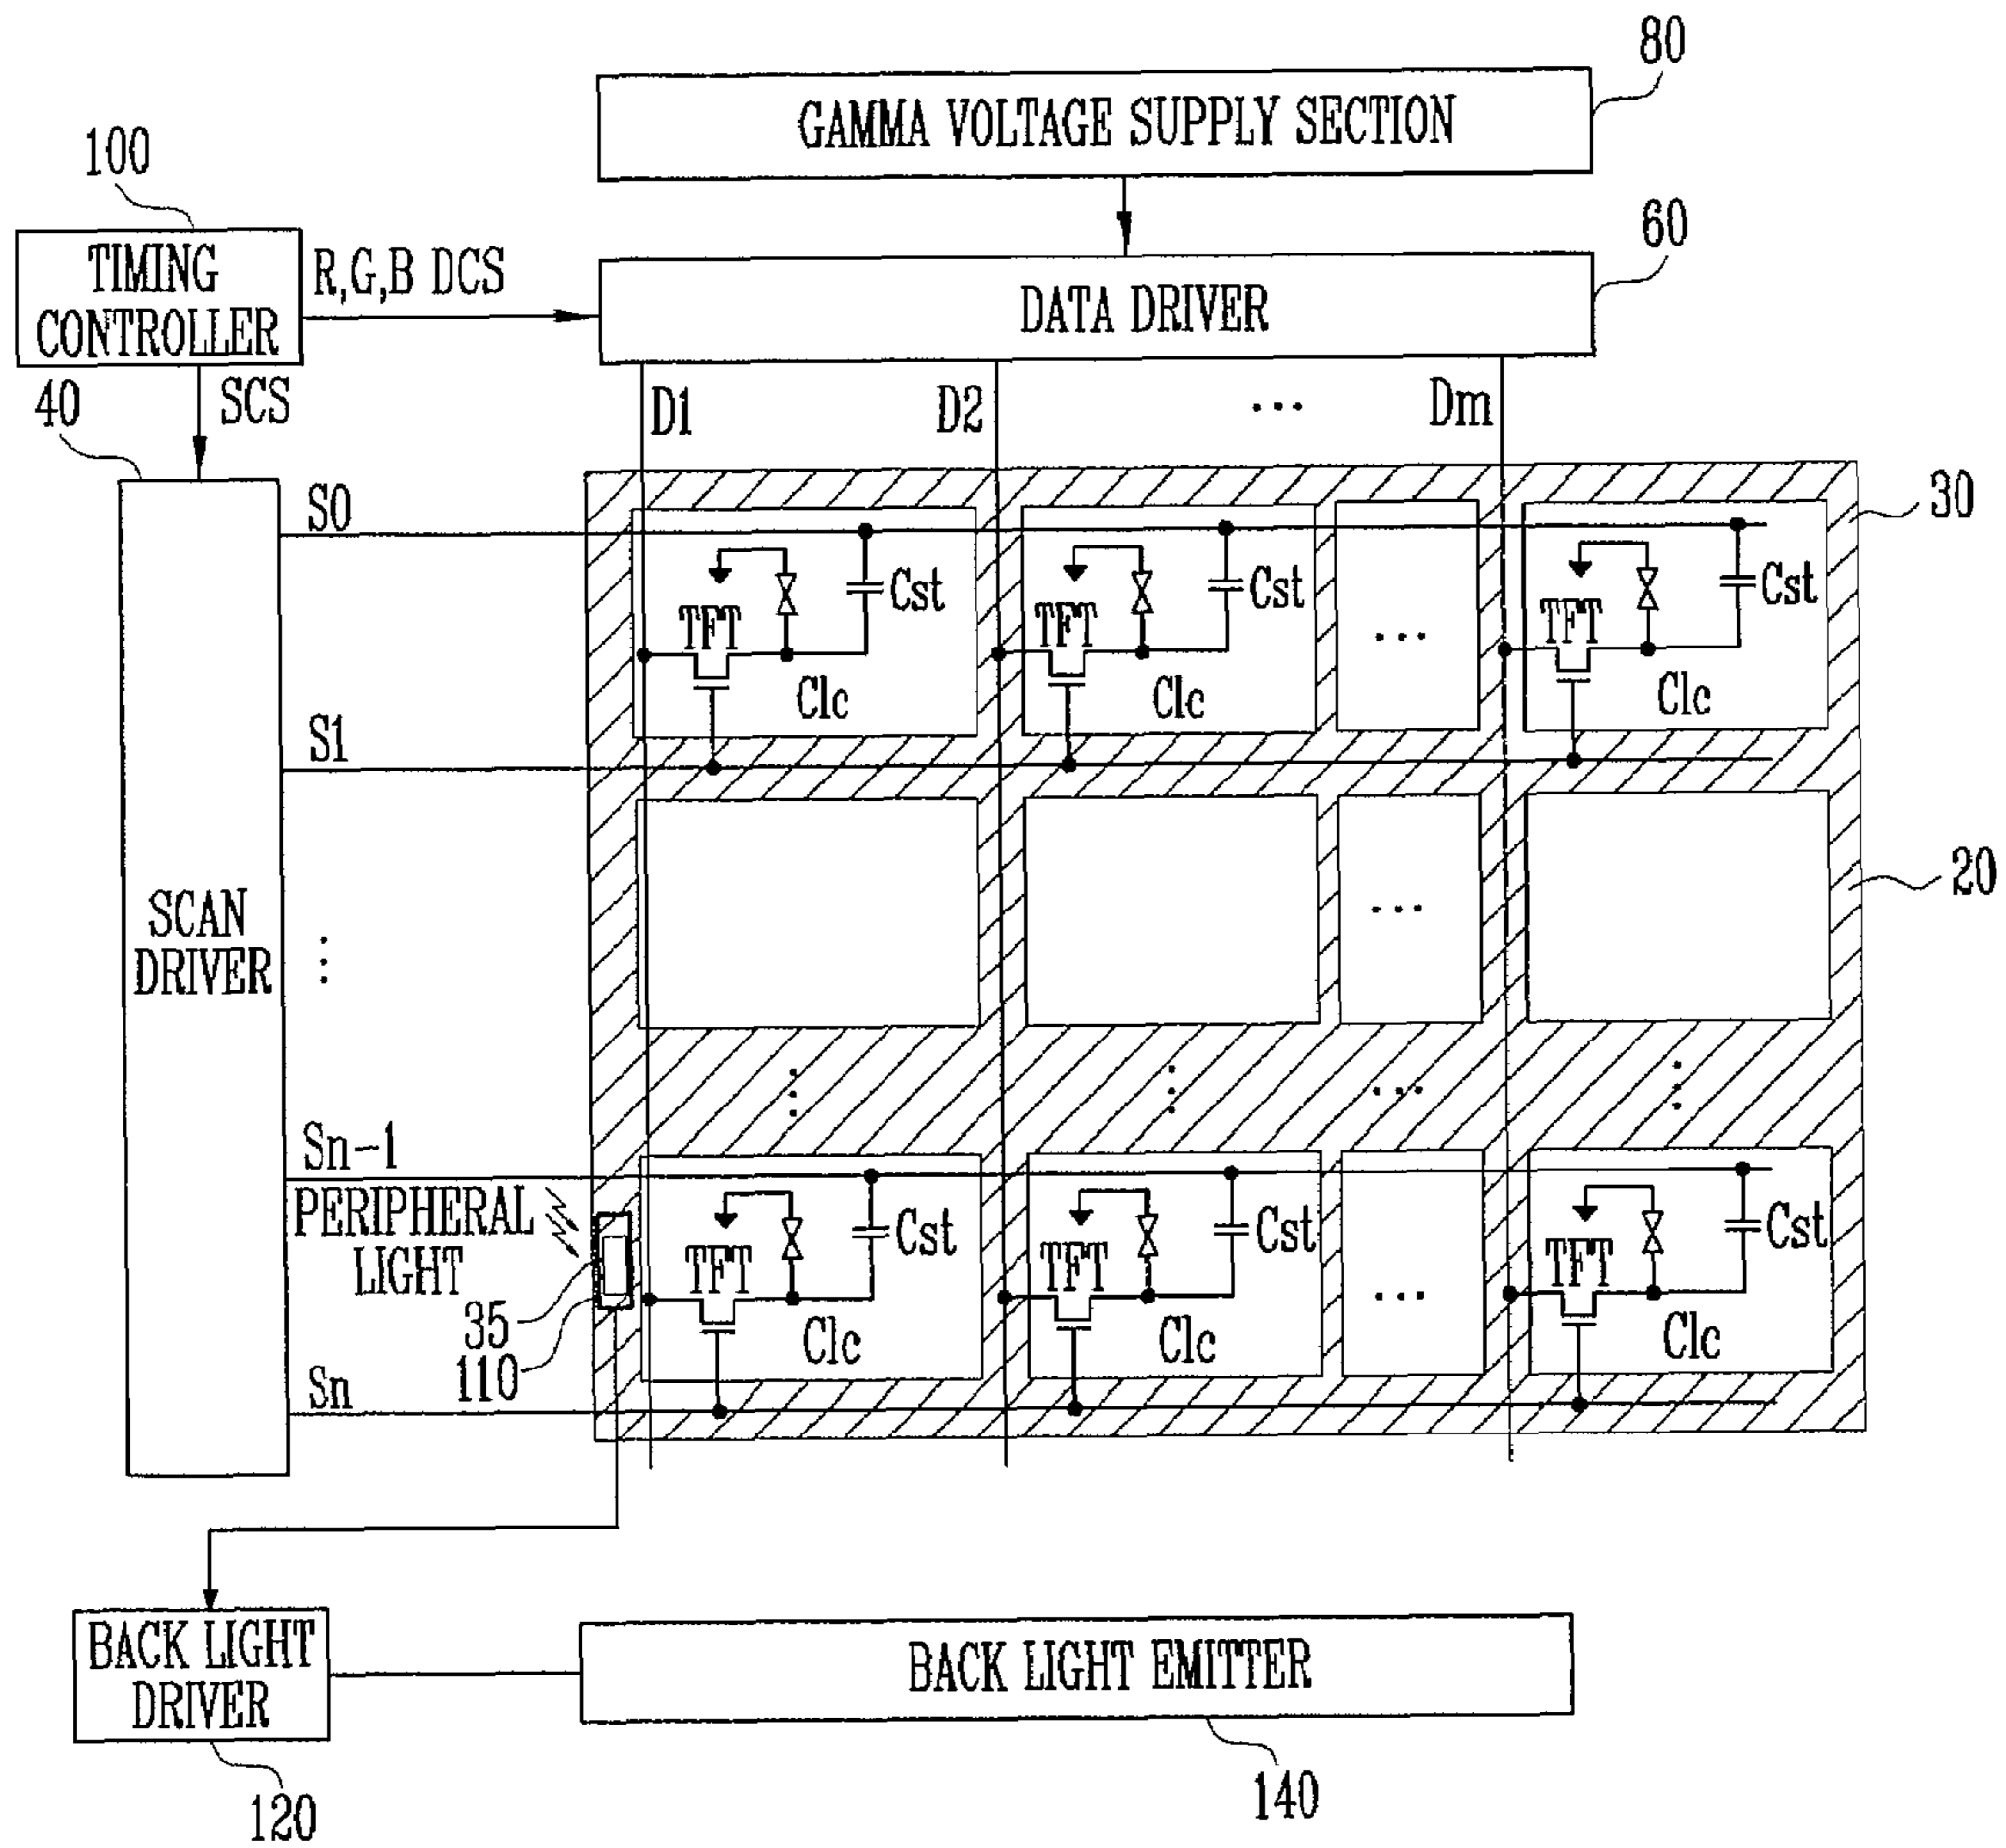 80
GAMMA VOLTAGE SUPPLY SECTION
100
60
TIMING
CONTROLLER
R,G,B DCS
DATA DRIVER
40
SCS
D1
D2
...
Dm
S0
30
Cst
Cst
Cst
TFT
TFT
...
TFT
Clc
Clc
Clc
S1
20
SCAN
DRIVER
⋮
...
⋮
⋮
...
⋮
Sn-1
PERIPHERAL
LIGHT
Cst
Cst
Cst
TFT
TFT
...
TFT
35
Clc
Clc
Clc
110
Sn
BACK LIGHT
DRIVER
BACK LIGHT EMITTER
120
140